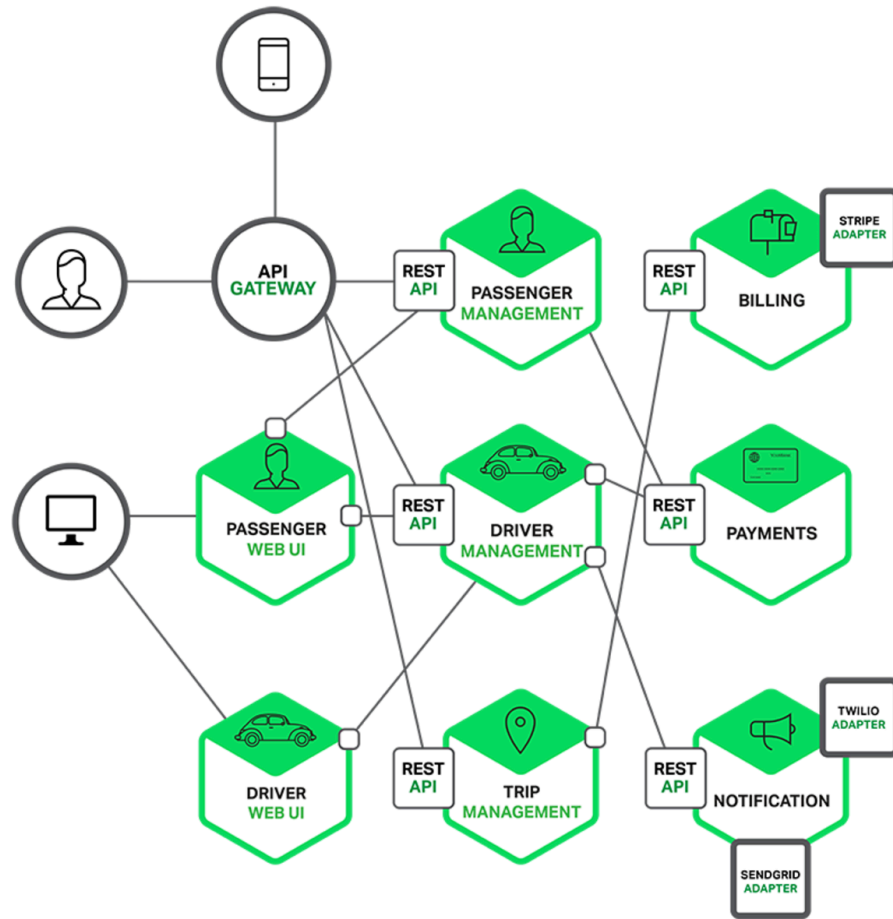 API
GATEWAY
REST
API
PASSENGER
MANAGEMENT
REST
API
BILLING
STRIPE
ADAPTER
PASSENGER
WEB UI
REST
API
DRIVER
MANAGEMENT
REST
API
PAYMENTS
DRIVER
WEB UI
REST
API
TRIP
MANAGEMENT
REST
API
NOTIFICATION
TWILIO
ADAPTER
SENDGRID
ADAPTER